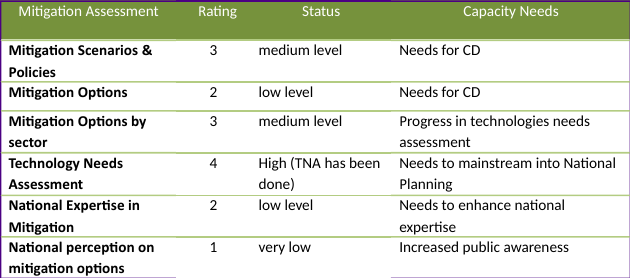 Mitigation Assessment Rating Status Capacity Needs
Mitigation Scenarios & 3 medium level Needs for CD
Policies
Mitigation Options 2 low level Needs for CD
Mitigation Options by 3 medium level Progress in technologies needs
sector assessment
Technology Needs 4 High (TNA has been Needs to mainstream into National
Assessment done) Planning
National Expertise in 2 low level Needs to enhance national
Mitigation expertise
National perception on 1 very low Increased public awareness
mitigation options